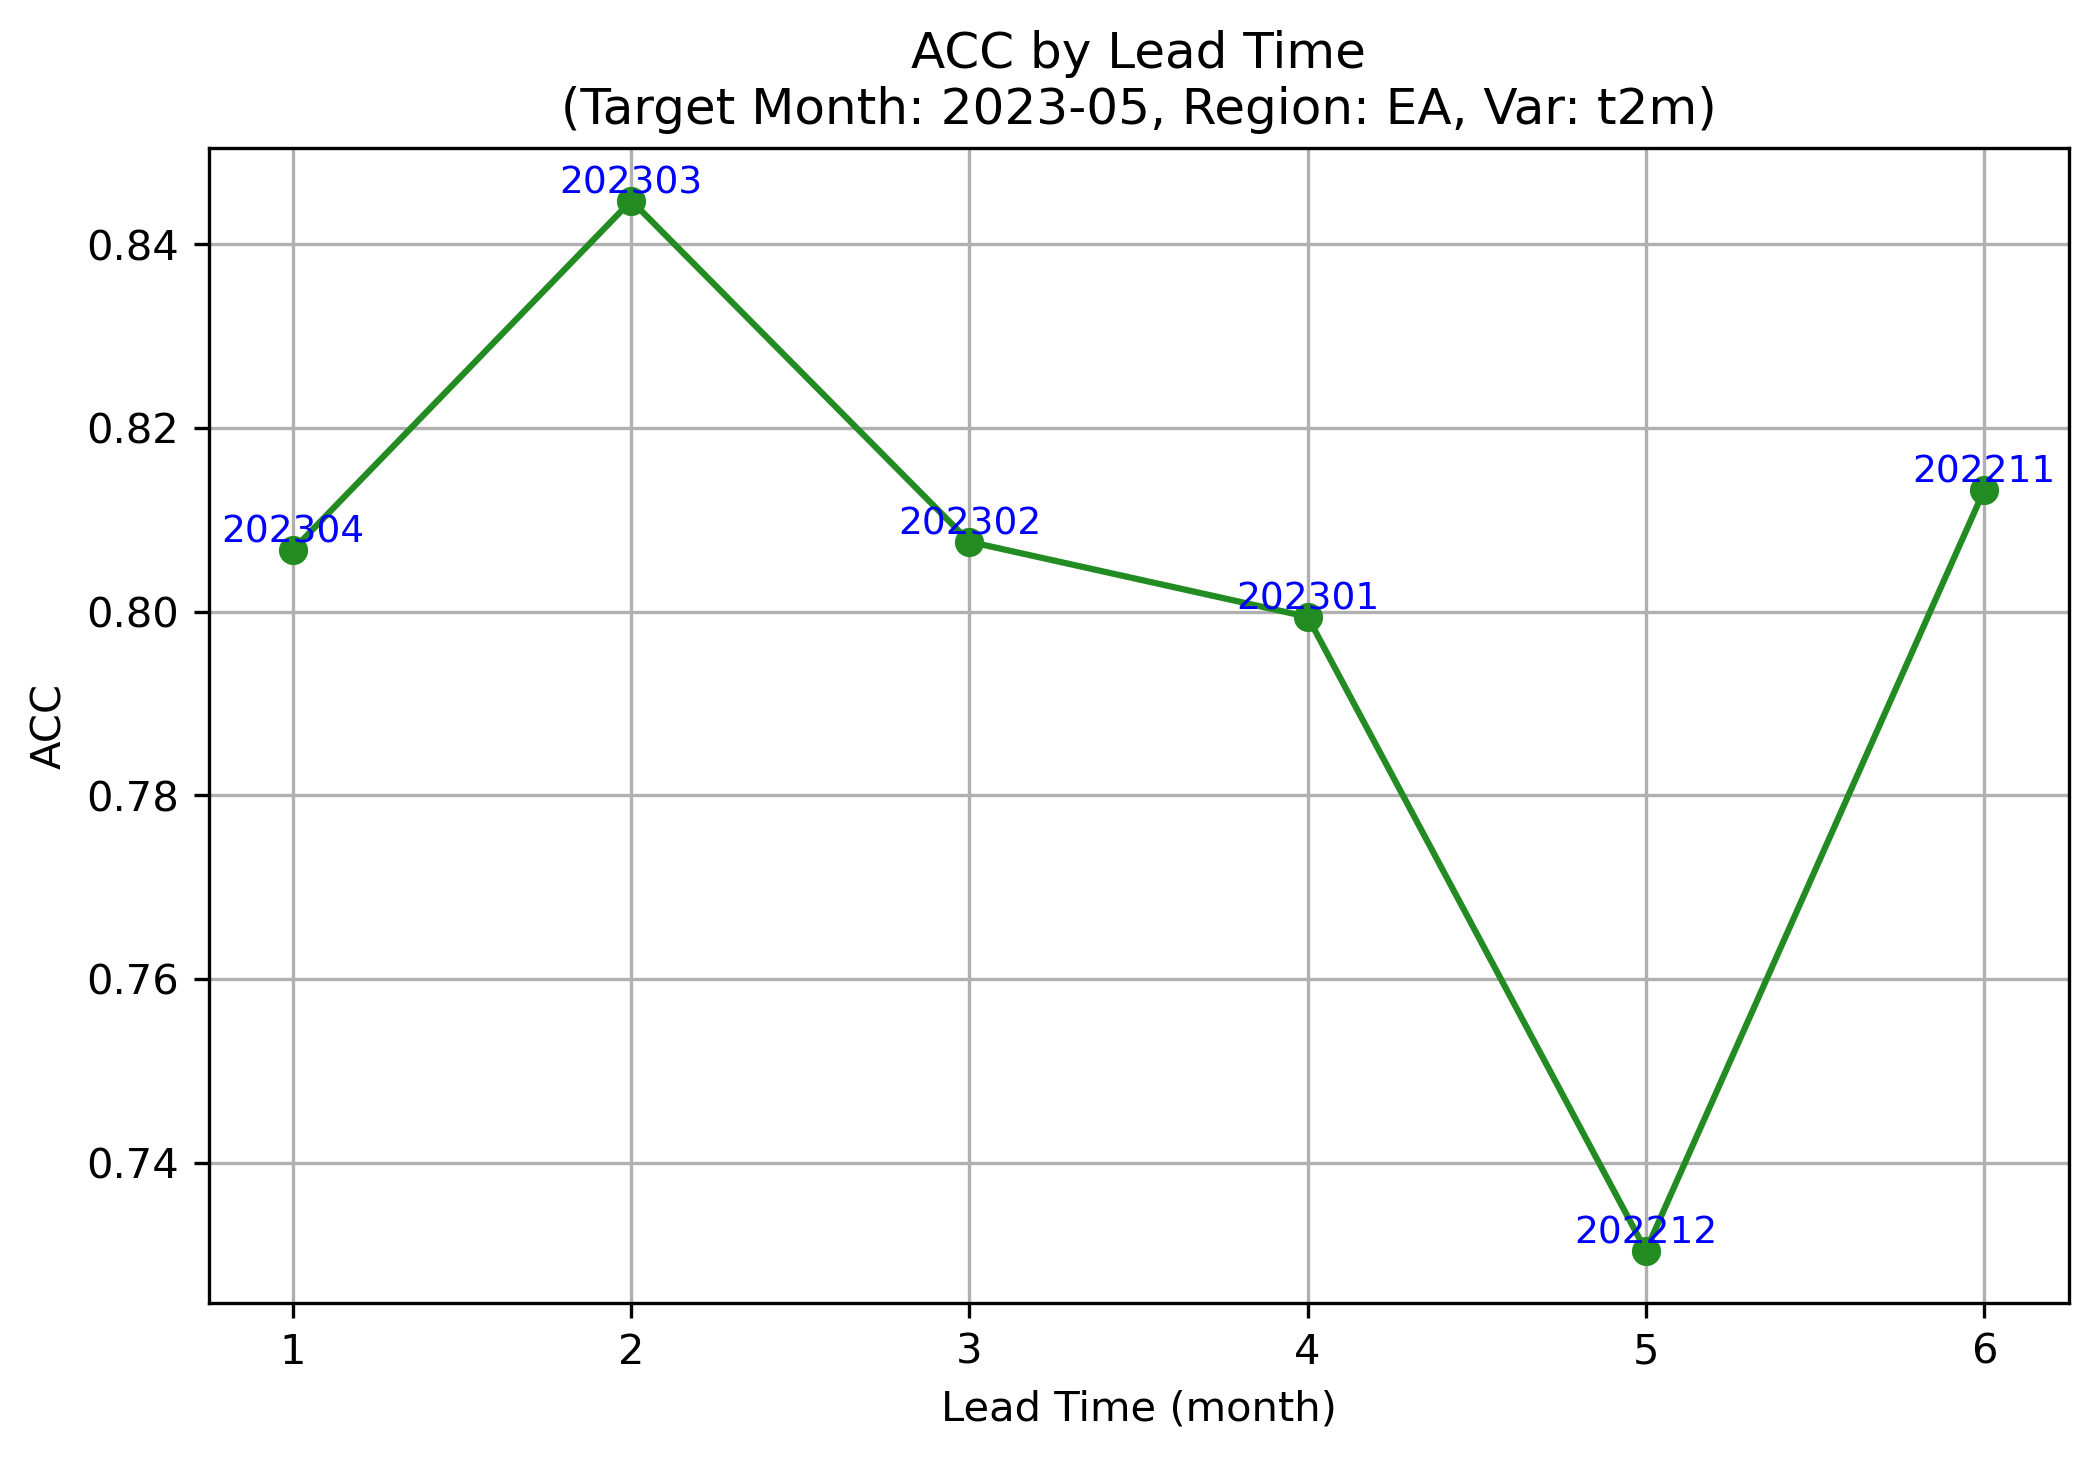 ACC by Lead Time
(Target Month: 2023-05, Region: EA, Var: t2m)
202303
0.84
0.82
202211
202304
202302
0.80
202301
ACC
0.78
0.76
0.74
202212
1 2 3 4 5 6
Lead Time (month)